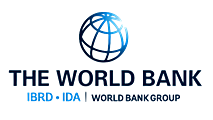 THE WORLD BANK
IBRD • IDA | WORLD BANK GROUP